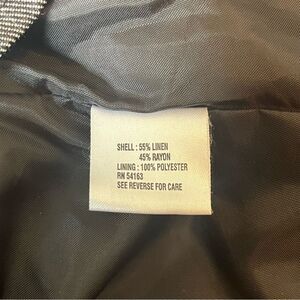 SHELL : 55% LINEN
45% RAYON
LINING : 100% POLYESTER
RN 54163
SEE REVERSE FOR CARE